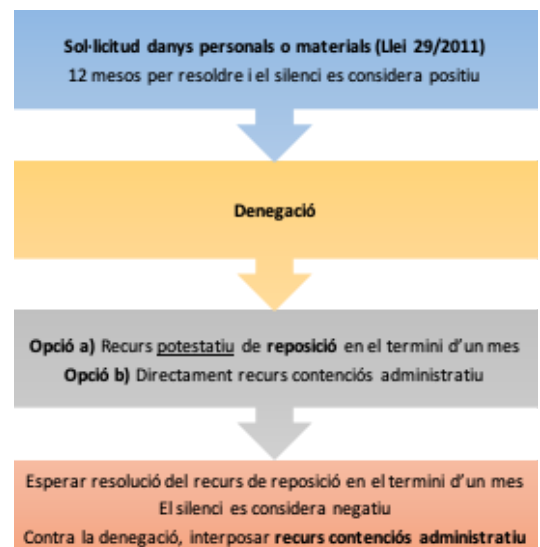 Sol·licitud danys personals o materials (Llei 29/2011)
12 mesos per resoldre i el silenci es considera positiu
Denegació
Opció a) Recurs potestatiu de reposició en el termini d'un mes
Opció b) Directament recurs contenciós administratiu
Esperar resolució del recurs de reposició en el termini d'un mes
El silenci es considera negatiu
Contra la denegació, interposar recurs contenciós administratiu